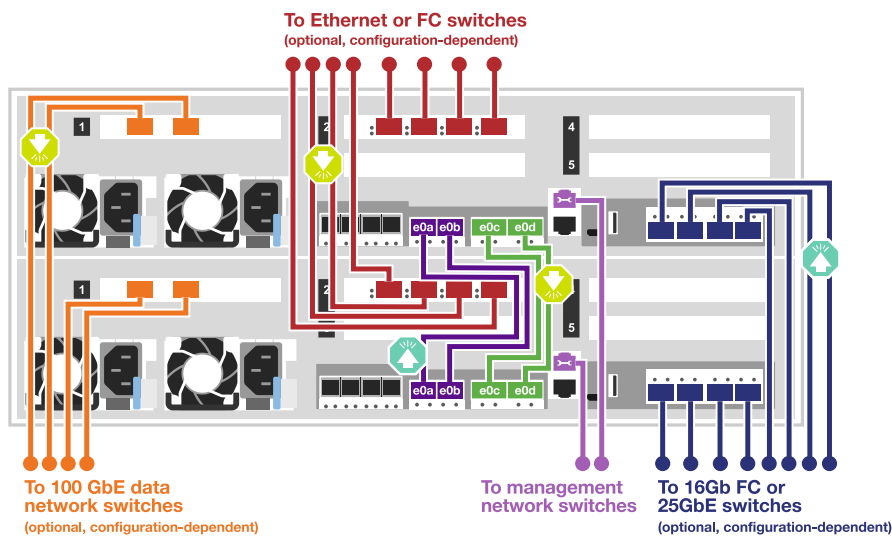 To Ethernet or FC switches
(optional, configuration-dependent)
1
2
4
5
e0a e0b
e0c e0d
1
2
5
e0a e0b
e0c e0d
To 100 GbE data
network switches
(optional, configuration-dependent)
To management
network switches
To 16Gb FC or
25GbE switches
(optional, configuration-dependent)